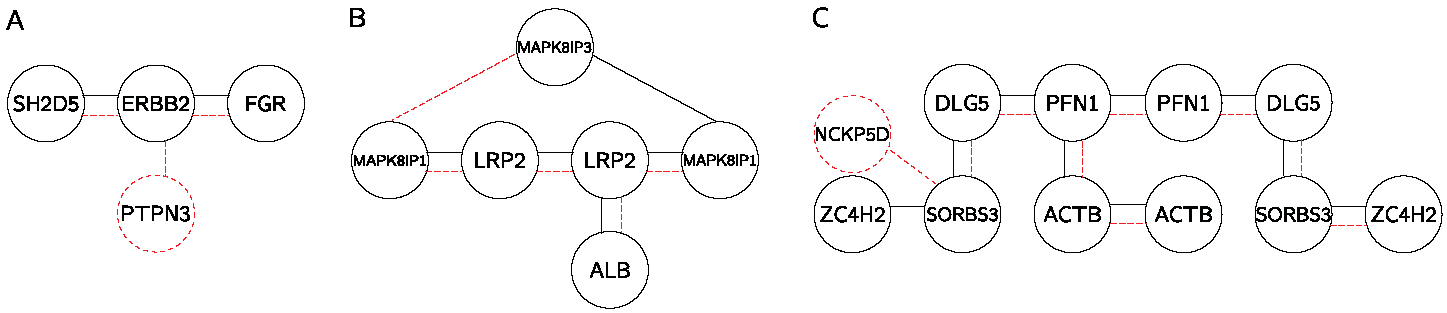 A
SH2D5 ERBB2 FGR
PTPN3
B
MAPK8IP3
MAPK8IP1 LRP2 LRP2 MAPK8IP1
ALB
C
DLG5 PFN1 PFN1 DLG5
NCKP5D
ZC4H2 SORBS3 ACTB ACTB SORBS3 ZC4H2